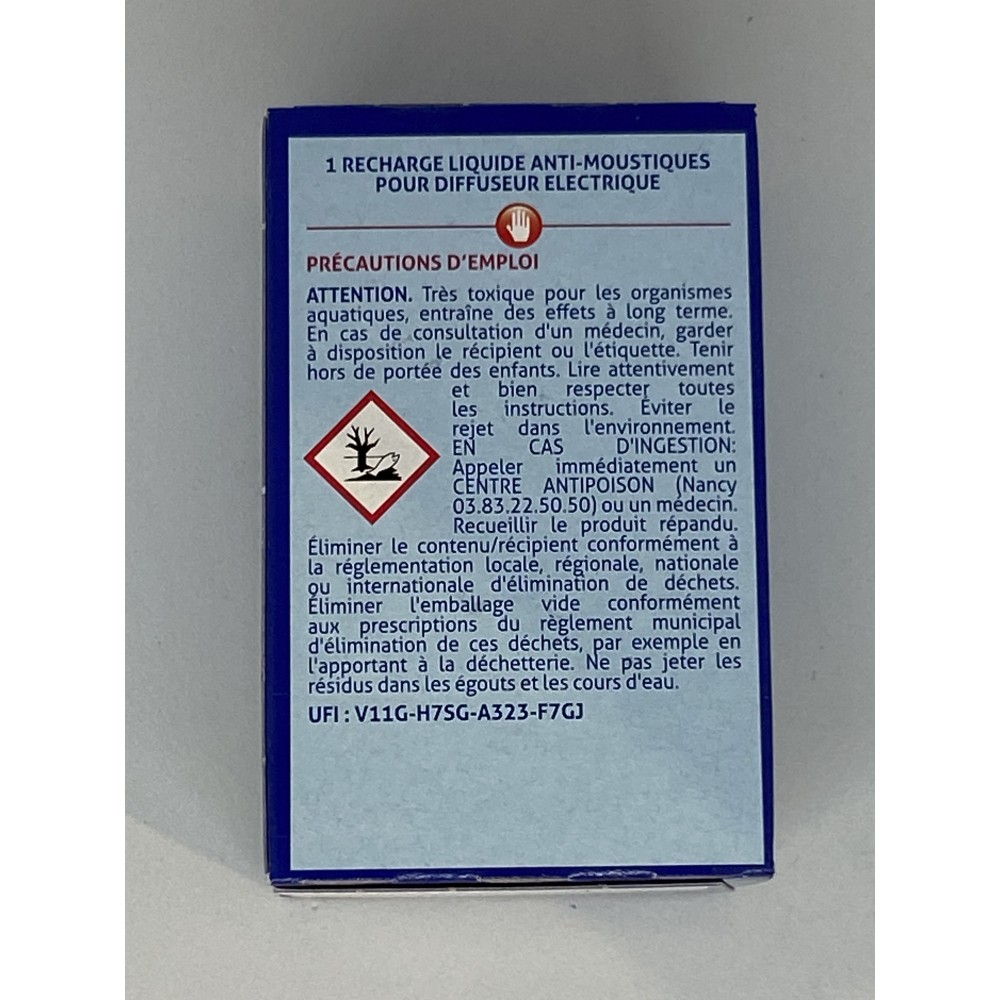 1 RECHARGE LIQUIDE ANTI-MOUSTIQUES
POUR DIFFUSEUR ELECTRIQUE
PRÉCAUTIONS D'EMPLOI
ATTENTION. Très toxique pour les organismes
aquatiques, entraîne des effets à long terme.
En cas de consultation d'un médecin, garder
à disposition le récipient ou l'étiquette. Tenir
hors de portée des enfants. Lire attentivement
et bien respecter toutes
les instructions. Éviter le
rejet dans l'environnement.
EN CAS D'INGESTION:
Appeler immédiatement un
CENTRE ANTIPOISON (Nancy
03.83.22.50.50) ou un médecin.
Recueillir le produit répandu.
Éliminer le contenu/récipient conformément à
la réglementation locale, régionale, nationale
ou internationale d'élimination de déchets.
Éliminer l'emballage vide conformément
aux prescriptions du règlement municipal
d'élimination de ces déchets, par exemple en
l'apportant à la déchetterie. Ne pas jeter les
résidus dans les égouts et les cours d'eau.
UFI : V11G-H7SG-A323-F7GJ